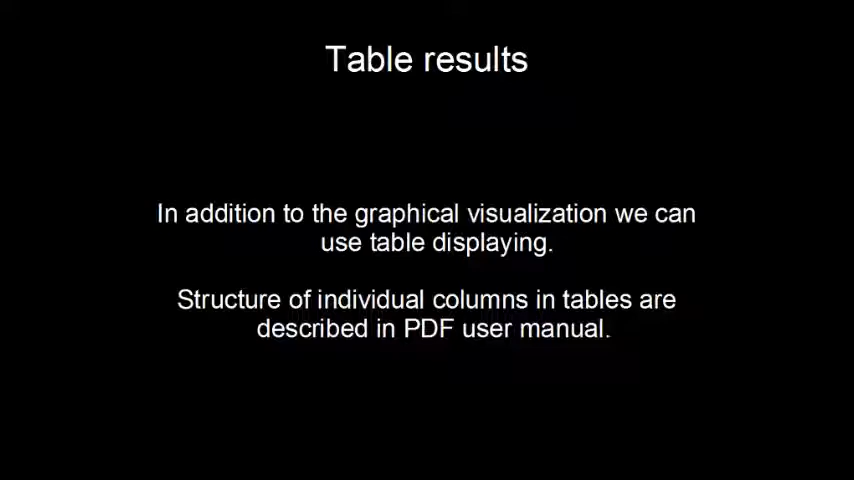 Table results
In addition to the graphical visualization we can
use table displaying.
Structure of individual columns in tables are
described in PDF user manual.